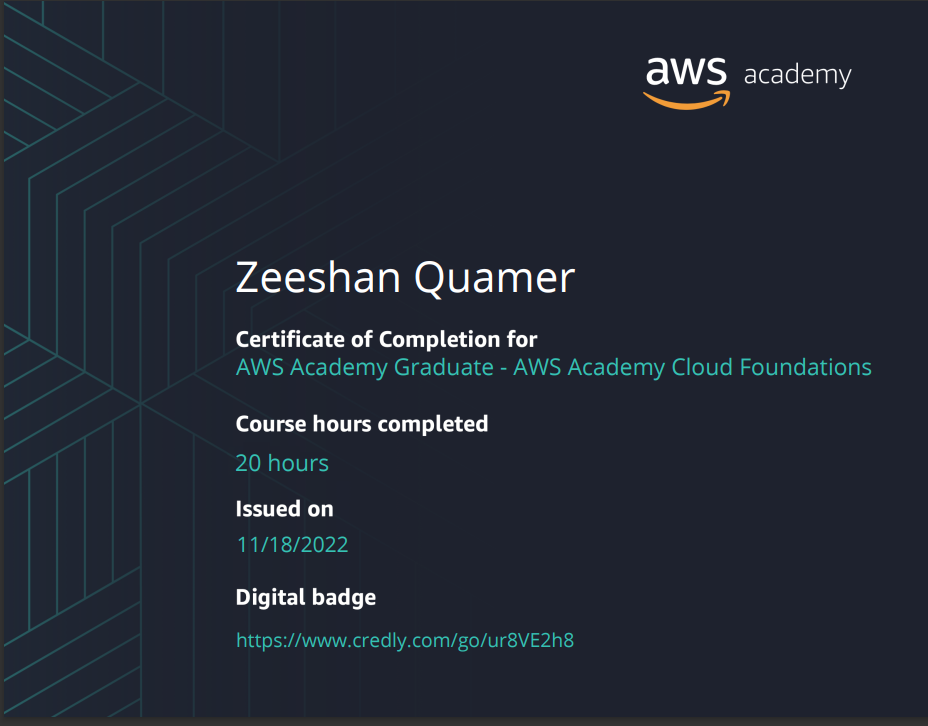 aws academy
Zeeshan Quamer
Certificate of Completion for
AWS Academy Graduate - AWS Academy Cloud Foundations
Course hours completed
20 hours
Issued on
11/18/2022
Digital badge
https://www.credly.com/go/ur8VE2h8